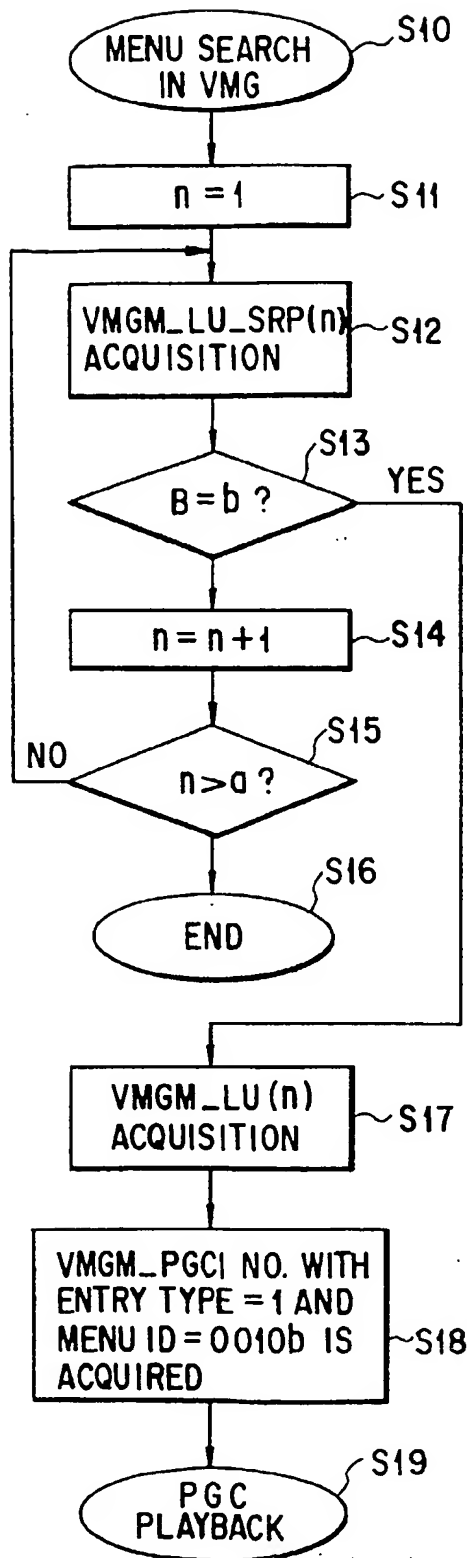 MENU SEARCH
IN VMG
S10
n = 1
S11
VMGM_LU_SRP(n)
ACQUISITION
S12
S13
B = b ?
YES
n = n+1
S14
S15
NO
n>a ?
S16
END
VMGM_LU(n)
ACQUISITION
S17
VMGM_PGCI NO. WITH
ENTRY TYPE = 1 AND
MENU ID = 0010b IS
ACQUIRED
S18
S19
PGC
PLAYBACK